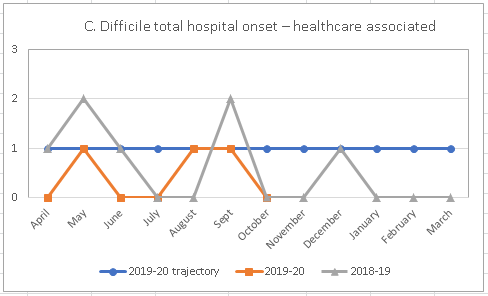 C. Difficile total hospital onset – healthcare associated
3
2
1
0
April
May
June
July
August
Sept
October
November
December
January
February
March
2019-20 trajectory
2019-20
2018-19